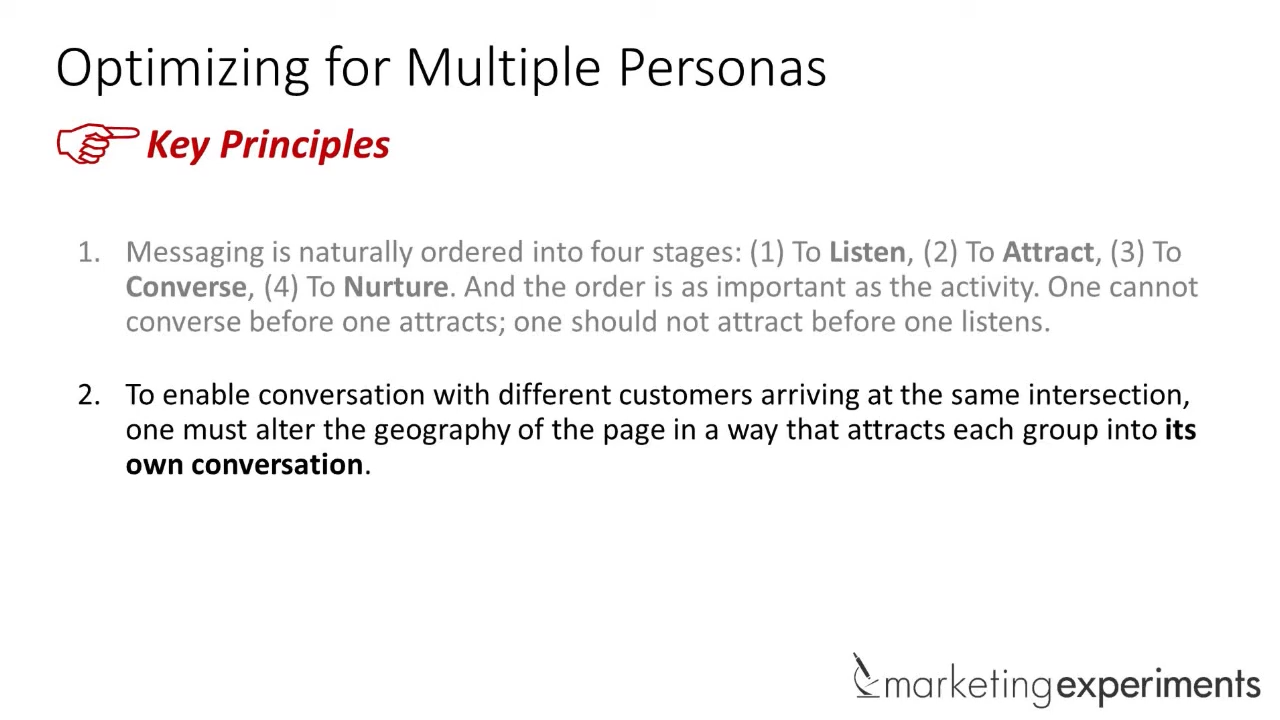 Optimizing for Multiple Personas
Key Principles
1. Messaging is naturally ordered into four stages: (1) To Listen, (2) To Attract, (3) To
Converse, (4) To Nurture. And the order is as important as the activity. One cannot
converse before one attracts; one should not attract before one listens.
2. To enable conversation with different customers arriving at the same intersection,
one must alter the geography of the page in a way that attracts each group into its
own conversation.
marketingexperiments